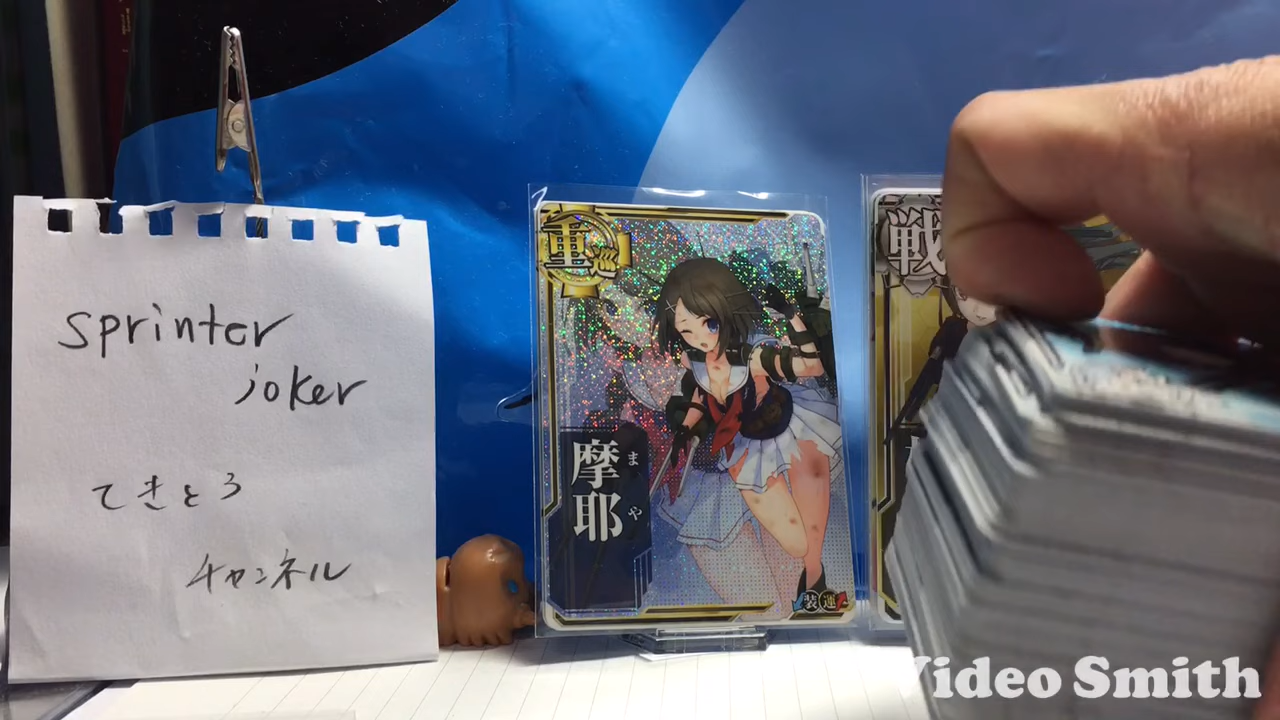 sprinter
joker
てきとろ
チャンネル
重巡
摩耶
まや
装運
戦
Video Smith